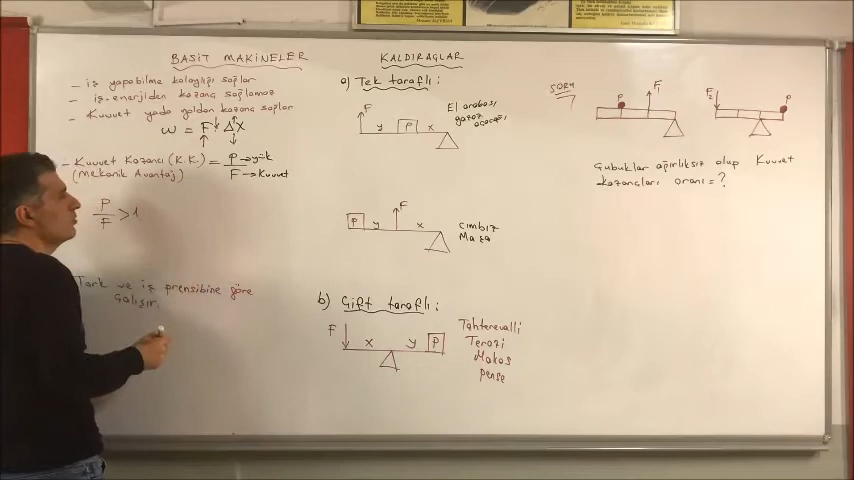 BASİT MAKİNELER
- iş yapabilme kolaylığı sağlar
- iş-enerjiden kazanç sağlamaz
- Kuvvet yada yoldan kazanç sağlar
W = F↓ ΔX
- Kuvvet Kazancı (K.K.) = P → yük
(Mekanik Avantaj) F → Kuvvet
P
F > 1
Tork ve iş prensibine göre
Çalışır.
KALDIRAÇLAR
a) Tek taraflı:
F
y P x
El arabası
gazoz
açacağı
P y F x
Cımbız
Maşa
b) Çift taraflı:
F x y P
Tahterevalli
Terazi
Makas
pense
SORU
P F1
F2 P
Çubuklar ağırlıksız olup Kuvvet
kazançları oranı=?